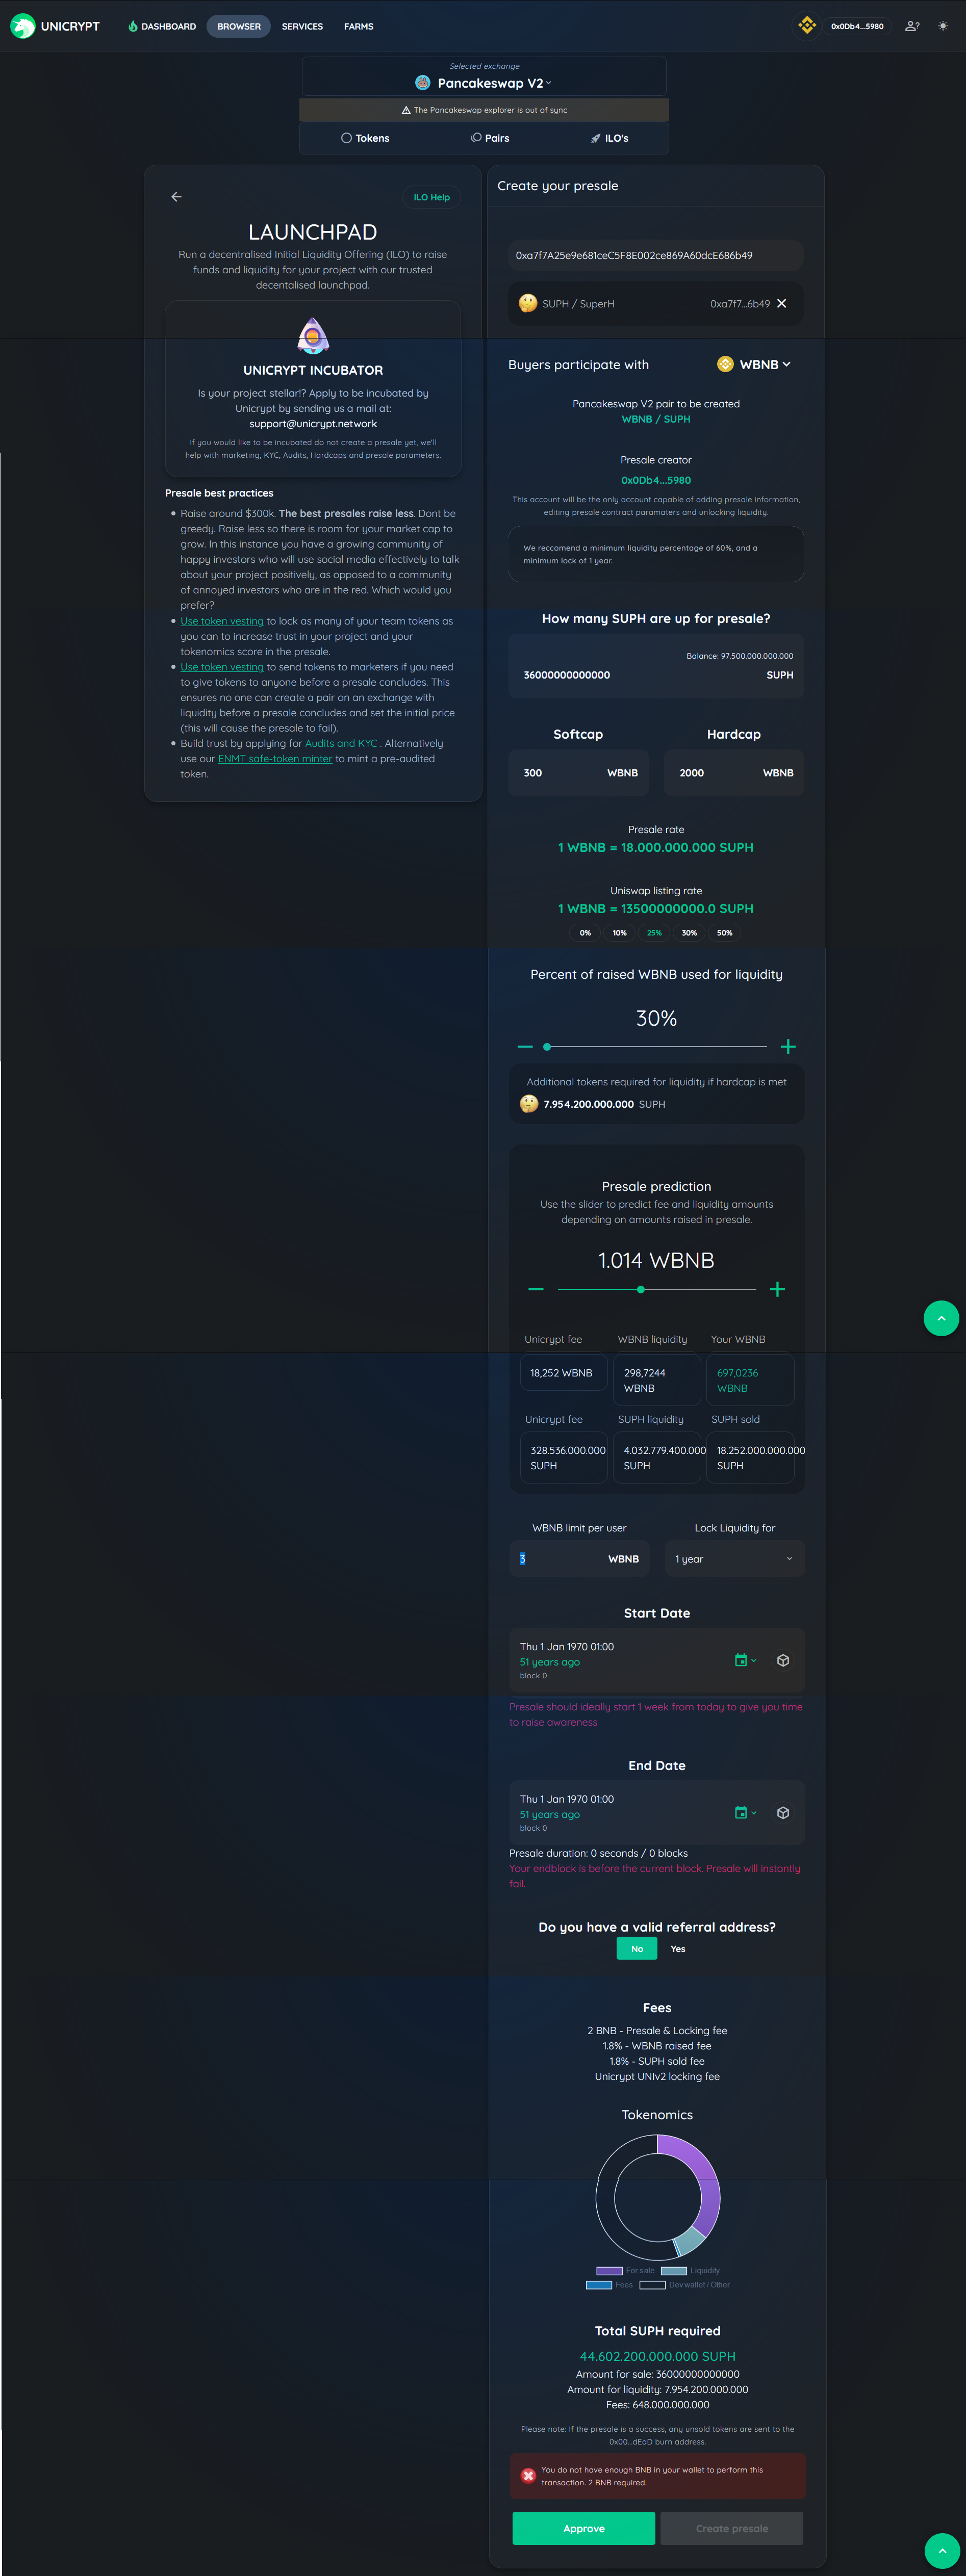 UNICRYPT
DASHBOARD
BROWSER
SERVICES
FARMS
0x0Db4...5980
Selected exchange
Pancakeswap V2
The Pancakeswap explorer is out of sync
Tokens
Pairs
ILO's
ILO Help
LAUNCHPAD
Run a decentralised Initial Liquidity Offering (ILO) to raise
funds and liquidity for your project with our trusted
decentalised launchpad.
UNICRYPT INCUBATOR
Is your project stellar!? Apply to be incubated by
Unicrypt by sending us a mail at:
support@unicrypt.network
If you would like to be incubated do not create a presale yet, we'll
help with marketing, KYC, Audits, Hardcaps and presale parameters.
Presale best practices
Raise around $300k. The best presales raise less. Dont be
greedy. Raise less so there is room for your market cap to
grow. In this instance you have a growing community of
happy investors who will use social media effectively to talk
about your project positively, as opposed to a community
of annoyed investors who are in the red. Which would you
prefer?
Use token vesting to lock as many of your team tokens as
you can to increase trust in your project and your
tokenomics score in the presale.
Use token vesting to send tokens to marketers if you need
to give tokens to anyone before a presale concludes. This
ensures no one can create a pair on an exchange with
liquidity before a presale concludes and set the initial price
(this will cause the presale to fail).
Build trust by applying for Audits and KYC . Alternatively
use our ENMT safe-token minter to mint a pre-audited
token.
Create your presale
0xa7f7A25e9e681ceC5F8E002ce869A60dcE686b49
SUPH / SuperH
0xa7f7...6b49
Buyers participate with
WBNB
Pancakeswap V2 pair to be created
WBNB / SUPH
Presale creator
0x0Db4...5980
This account will be the only account capable of adding presale information,
editing presale contract paramaters and unlocking liquidity.
We reccomend a minimum liquidity percentage of 60%, and a
minimum lock of 1 year.
How many SUPH are up for presale?
Balance: 97.500.000.000.000
36000000000000
SUPH
Softcap
Hardcap
300 WBNB
2000 WBNB
Presale rate
1 WBNB = 18.000.000.000 SUPH
Uniswap listing rate
1 WBNB = 13500000000.0 SUPH
0% 10% 25% 30% 50%
Percent of raised WBNB used for liquidity
30%
Additional tokens required for liquidity if hardcap is met
7.954.200.000.000 SUPH
Presale prediction
Use the slider to predict fee and liquidity amounts
depending on amounts raised in presale.
1.014 WBNB
Unicrypt fee
WBNB liquidity
Your WBNB
18,252 WBNB
298,7244
WBNB
697,0236
WBNB
Unicrypt fee
SUPH liquidity
SUPH sold
328.536.000.000
SUPH
4.032.779.400.000
SUPH
18.252.000.000.000
SUPH
WBNB limit per user
Lock Liquidity for
3 WBNB
1 year
Start Date
Thu 1 Jan 1970 01:00
51 years ago
block 0
Presale should ideally start 1 week from today to give you time
to raise awareness
End Date
Thu 1 Jan 1970 01:00
51 years ago
block 0
Presale duration: 0 seconds / 0 blocks
Your endblock is before the current block. Presale will instantly
fail.
Do you have a valid referral address?
No
Yes
Fees
2 BNB - Presale & Locking fee
1.8% - WBNB raised fee
1.8% - SUPH sold fee
Unicrypt UNIv2 locking fee
Tokenomics
For sale
Liquidity
Fees
Dev wallet / Other
Total SUPH required
44.602.200.000.000 SUPH
Amount for sale: 36000000000000
Amount for liquidity: 7.954.200.000.000
Fees: 648.000.000.000
Please note: If the presale is a success, any unsold tokens are sent to the
0x00...dEaD burn address.
You do not have enough BNB in your wallet to perform this
transaction. 2 BNB required.
Approve
Create presale